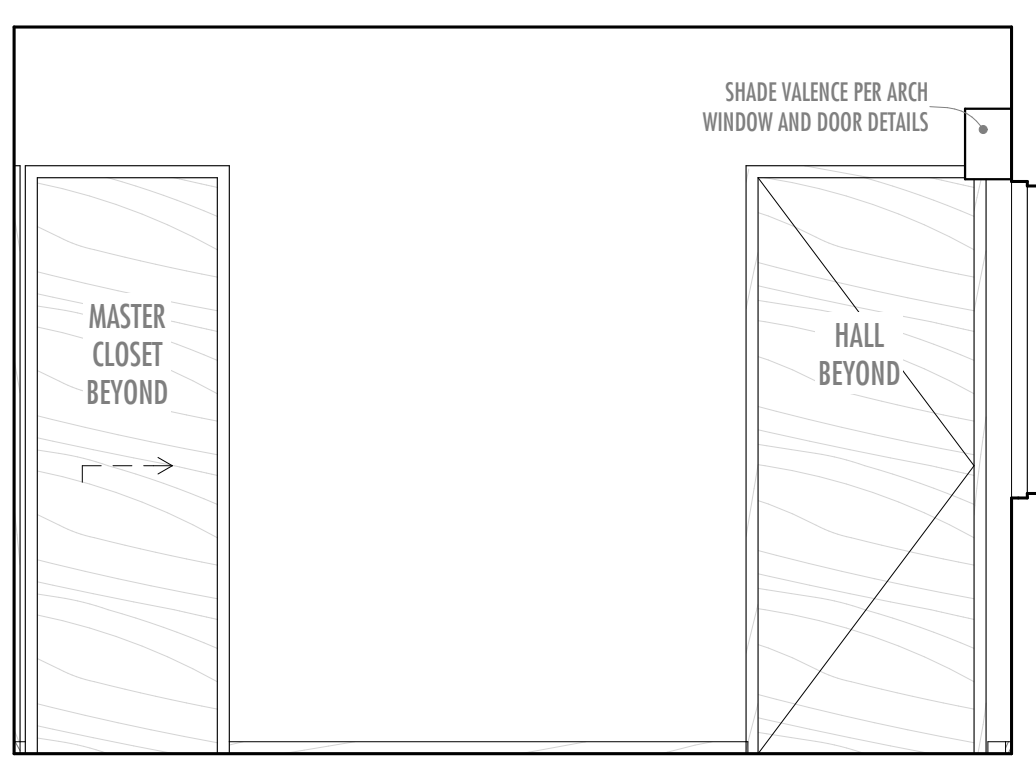 SHADE VALENCE PER ARCH
WINDOW AND DOOR DETAILS
MASTER
CLOSET
BEYOND
HALL
BEYOND